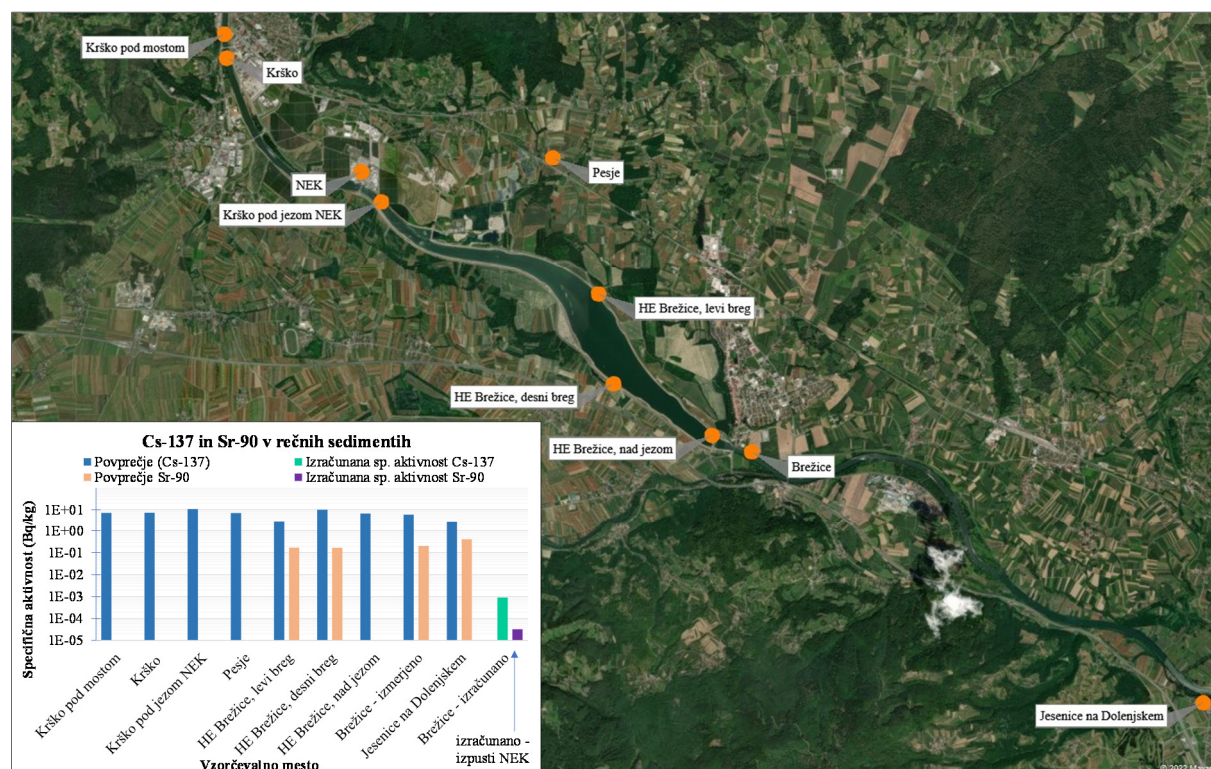 Krško pod mostom
Krško
NEK
Pesje
Krško pod jezom NEK
HE Brežice, levi breg
HE Brežice, desni breg
HE Brežice, nad jezom
Brežice
Jesenice na Dolenjskem
Cs-137 in Sr-90 v rečnih sedimentih
Povprečje (Cs-137)
Izračunana sp. aktivnost Cs-137
Povprečje Sr-90
Izračunana sp. aktivnost Sr-90
Specifična aktivnost (Bq/kg)
1E+01
1E+00
1E-01
1E-02
1E-03
1E-04
1E-05
Krško pod mostom
Krško
Krško pod jezom NEK
Pesje
HE Brežice, levi breg
HE Brežice, desni breg
HE Brežice, nad jezom
Brežice - izmerjeno
Jesenice na Dolenjskem
Brežice - izračunano
izračunano -
izpusti NEK
Vzorčevalno mesto